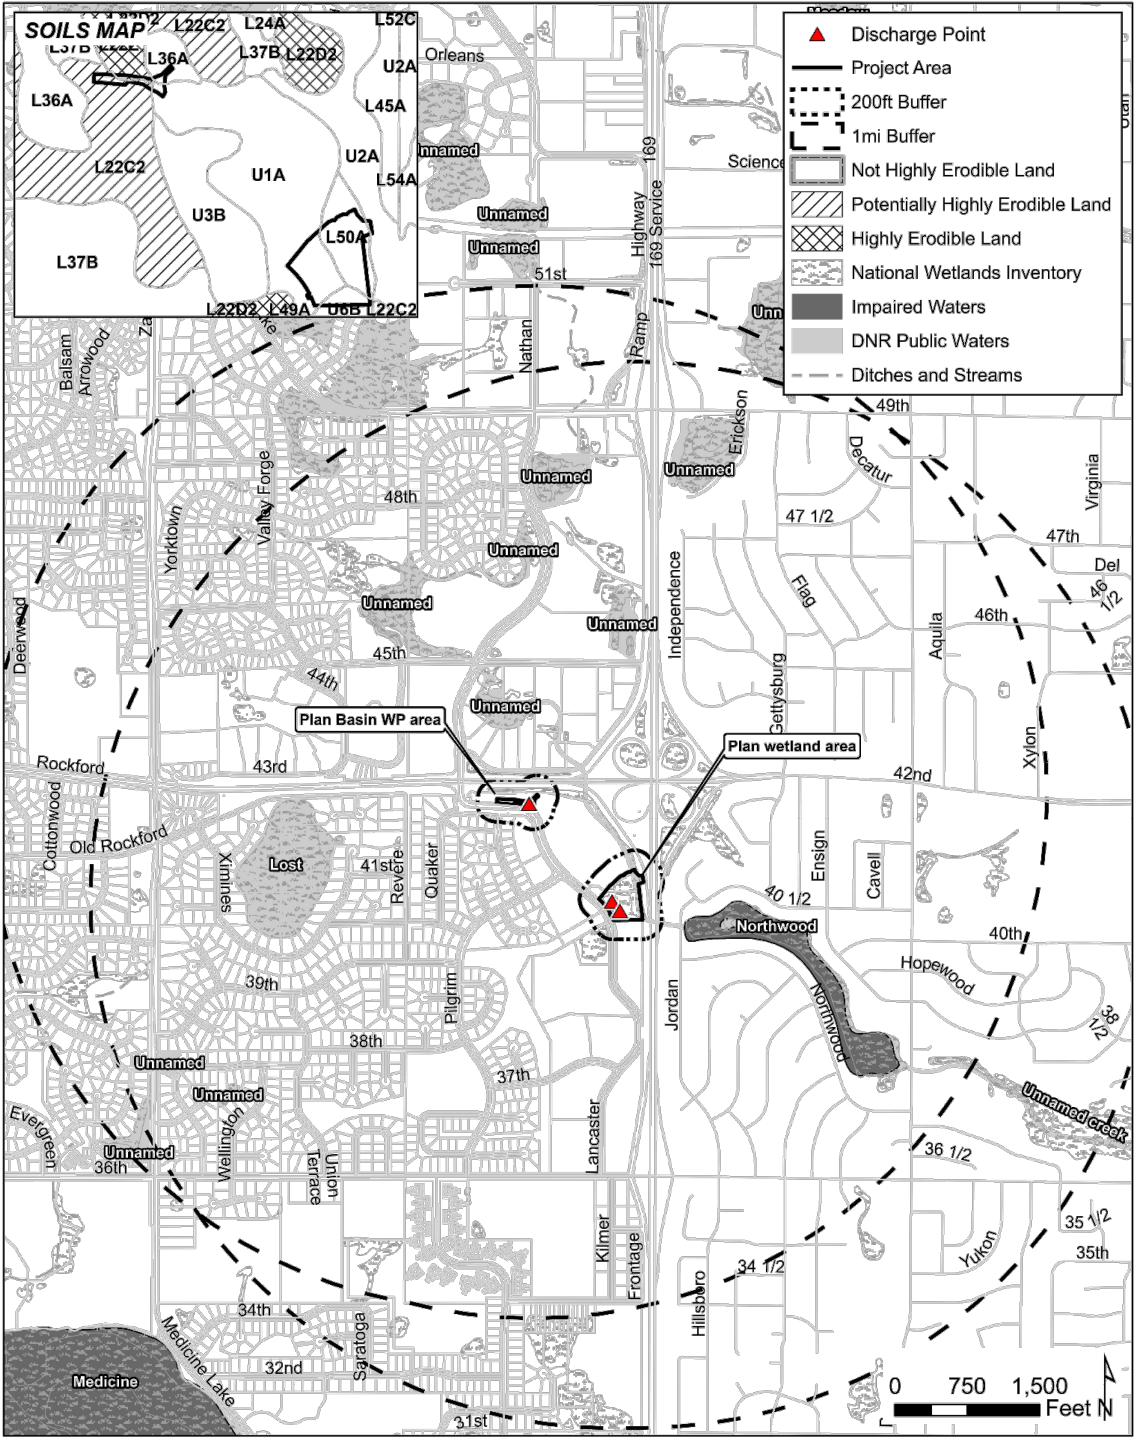 SOILS MAP
L22C2
L24A
L52C
L37B
L36A
L37B
L22D2
U2A
L36A
L45A
L22C2
U1A
U2A
L54A
U3B
L50A
L37B
L22D2
L49A
U6B
L22C2
Discharge Point
Project Area
200ft Buffer
1mi Buffer
Not Highly Erodible Land
Potentially Highly Erodible Land
Highly Erodible Land
National Wetlands Inventory
Impaired Waters
DNR Public Waters
Ditches and Streams
Orleans
169
Science
Unnamed
Highway
169 Service
Unnamed
51st
Nathan
Ramp
Balsam
Arrowood
49th
Erickson
Decatur
Virginia
Unnamed
Unnamed
Valley Forge
48th
Yorktown
47 1/2
47th
Unnamed
Independence
Flag
Del
46 1/2
Unnamed
Unnamed
46th
Aquila
Deerwood
45th
44th
Gettysburg
Unnamed
Plan Basin WP area
Plan wetland area
Xylon
Rockford
43rd
42nd
Cottonwood
Old Rockford
Lost
41st
Revere
Quaker
Ximines
Ensign
Cavell
40 1/2
Northwood
40th
39th
Pilgrim
Jordan
Hopewood
Northwood
38 1/2
38th
37th
Unnamed
Unnamed
Wellington
Evergreen
Unnamed
36th
Union
Terrace
Lancaster
Unnamed creek
36 1/2
Kilmer
Frontage
35 1/2
Yukon
35th
34 1/2
Hillsboro
34th
Medicine Lake
Saratoga
32nd
Medicine
31st
0 750 1,500
Feet N